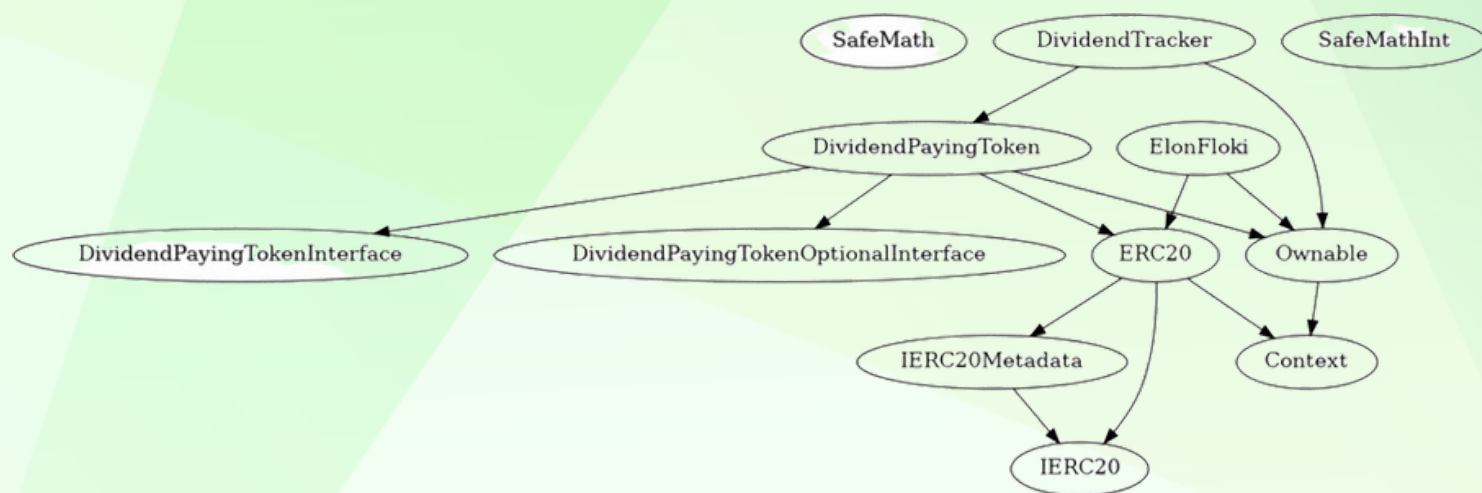 SafeMath
DividendTracker
SafeMathInt
DividendPayingToken
ElonFloki
DividendPayingTokenInterface
DividendPayingTokenOptionalInterface
ERC20
Ownable
IERC20Metadata
Context
IERC20